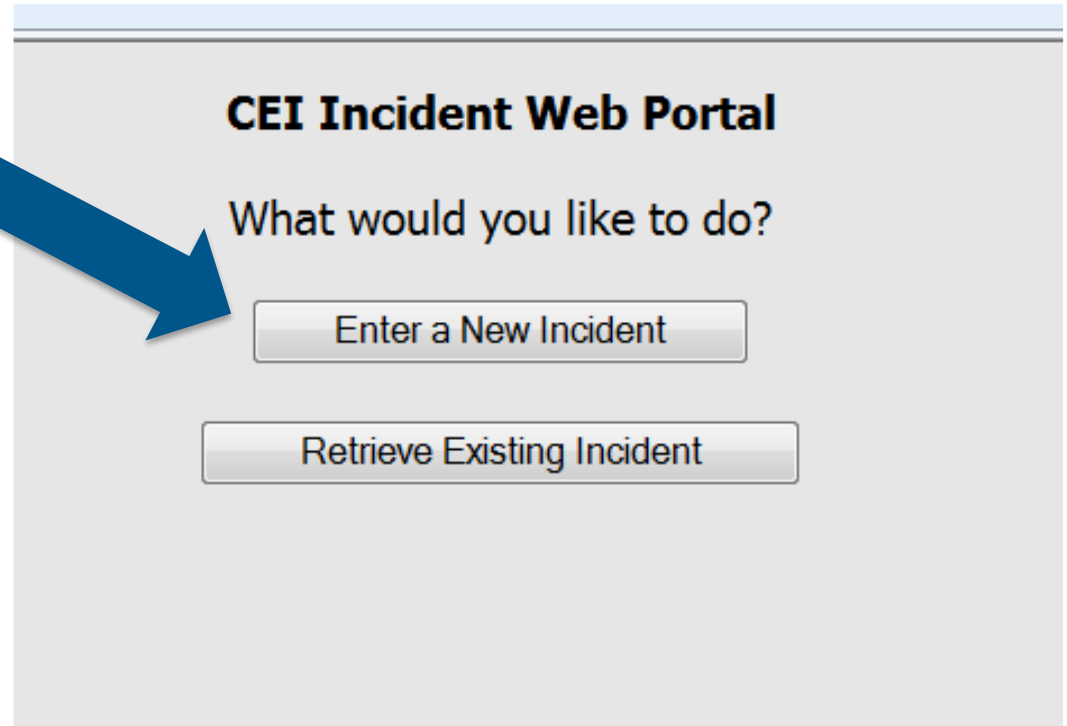 CEI Incident Web Portal
What would you like to do?
Enter a New Incident
Retrieve Existing Incident